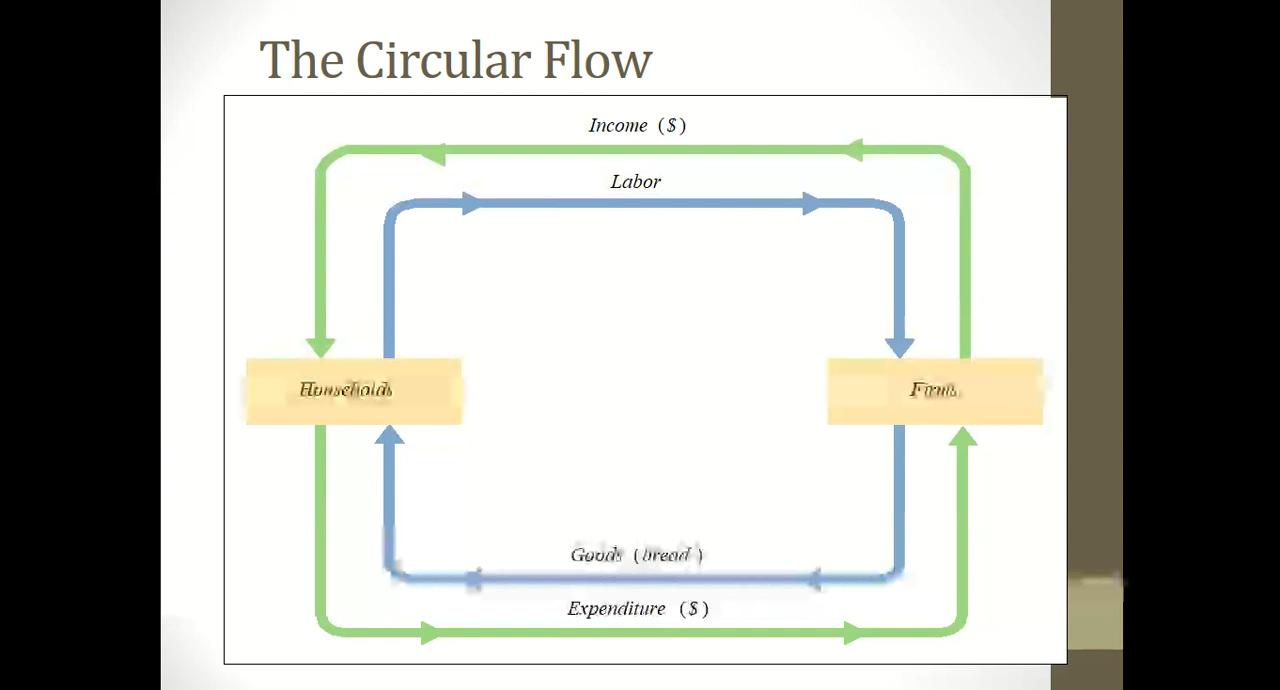 The Circular Flow
Income ($)
Labor
Households
Firms
Goods (bread)
Expenditure ($)